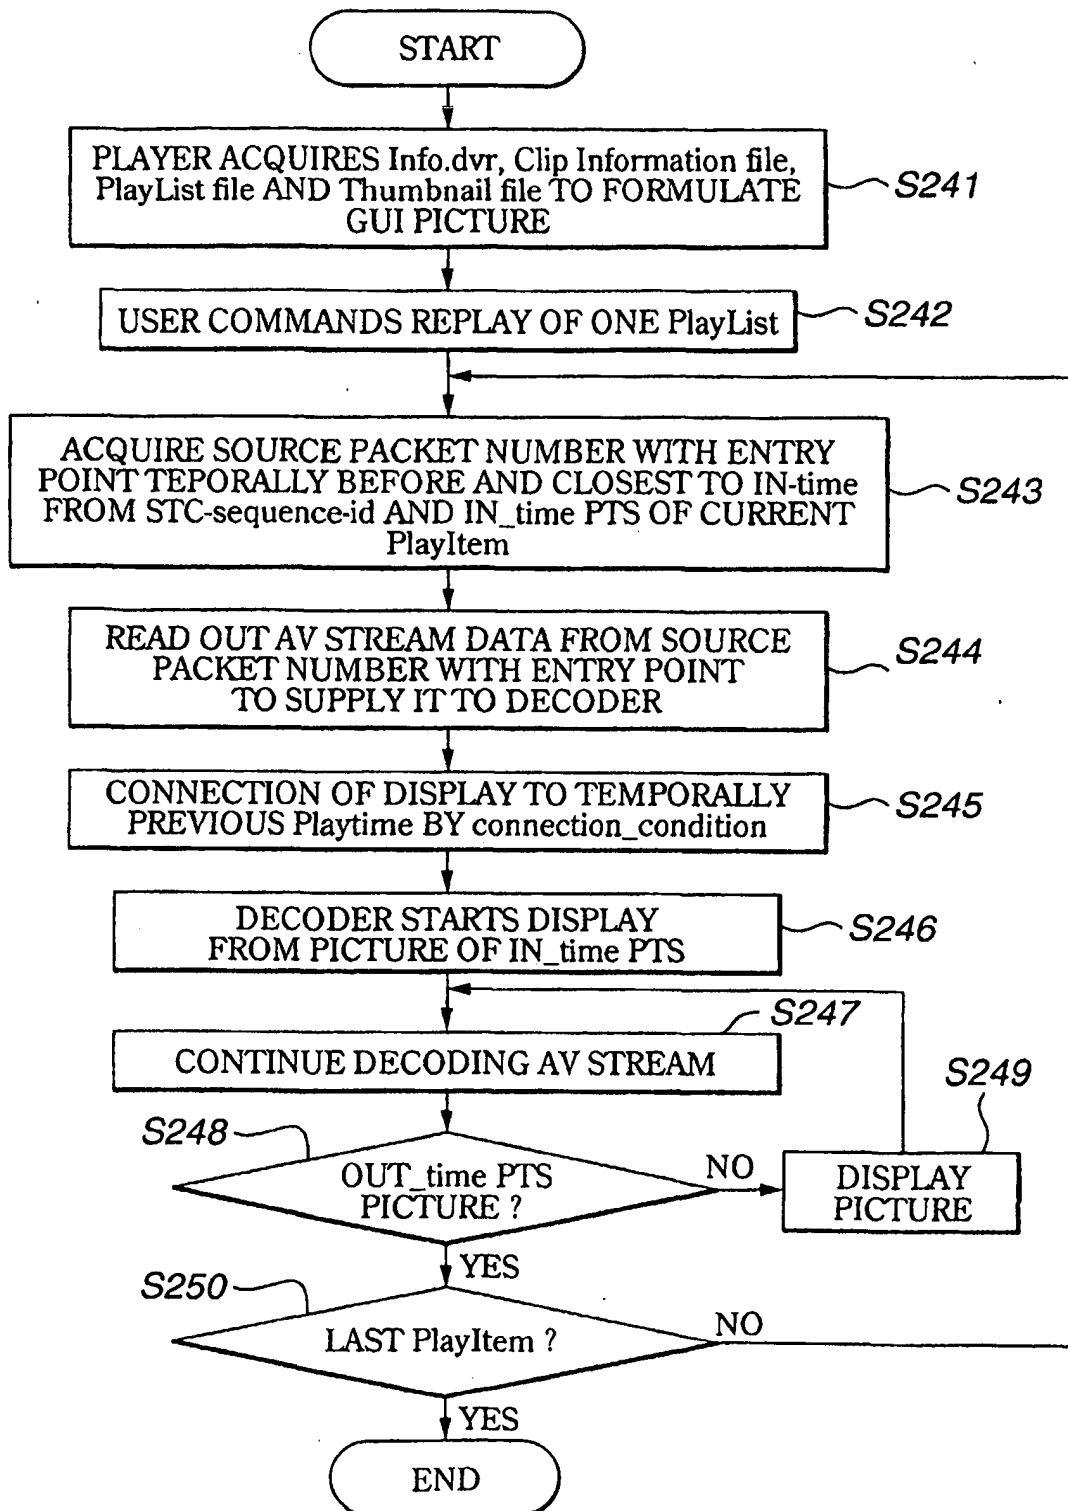 START
PLAYER ACQUIRES Info.dvr, Clip Information file,
PlayList file AND Thumbnail file TO FORMULATE
GUI PICTURE
S241
USER COMMANDS REPLAY OF ONE PlayList
S242
ACQUIRE SOURCE PACKET NUMBER WITH ENTRY
POINT TEPORALLY BEFORE AND CLOSEST TO IN-time
FROM STC-sequence-id AND IN_time PTS OF CURRENT
PlayItem
S243
READ OUT AV STREAM DATA FROM SOURCE
PACKET NUMBER WITH ENTRY POINT
TO SUPPLY IT TO DECODER
S244
CONNECTION OF DISPLAY TO TEMPORALLY
PREVIOUS Playtime BY connection_condition
S245
DECODER STARTS DISPLAY
FROM PICTURE OF IN_time PTS
S246
S247
CONTINUE DECODING AV STREAM
S249
S248
OUT_time PTS
PICTURE ?
NO
DISPLAY
PICTURE
YES
S250
LAST PlayItem ?
NO
YES
END